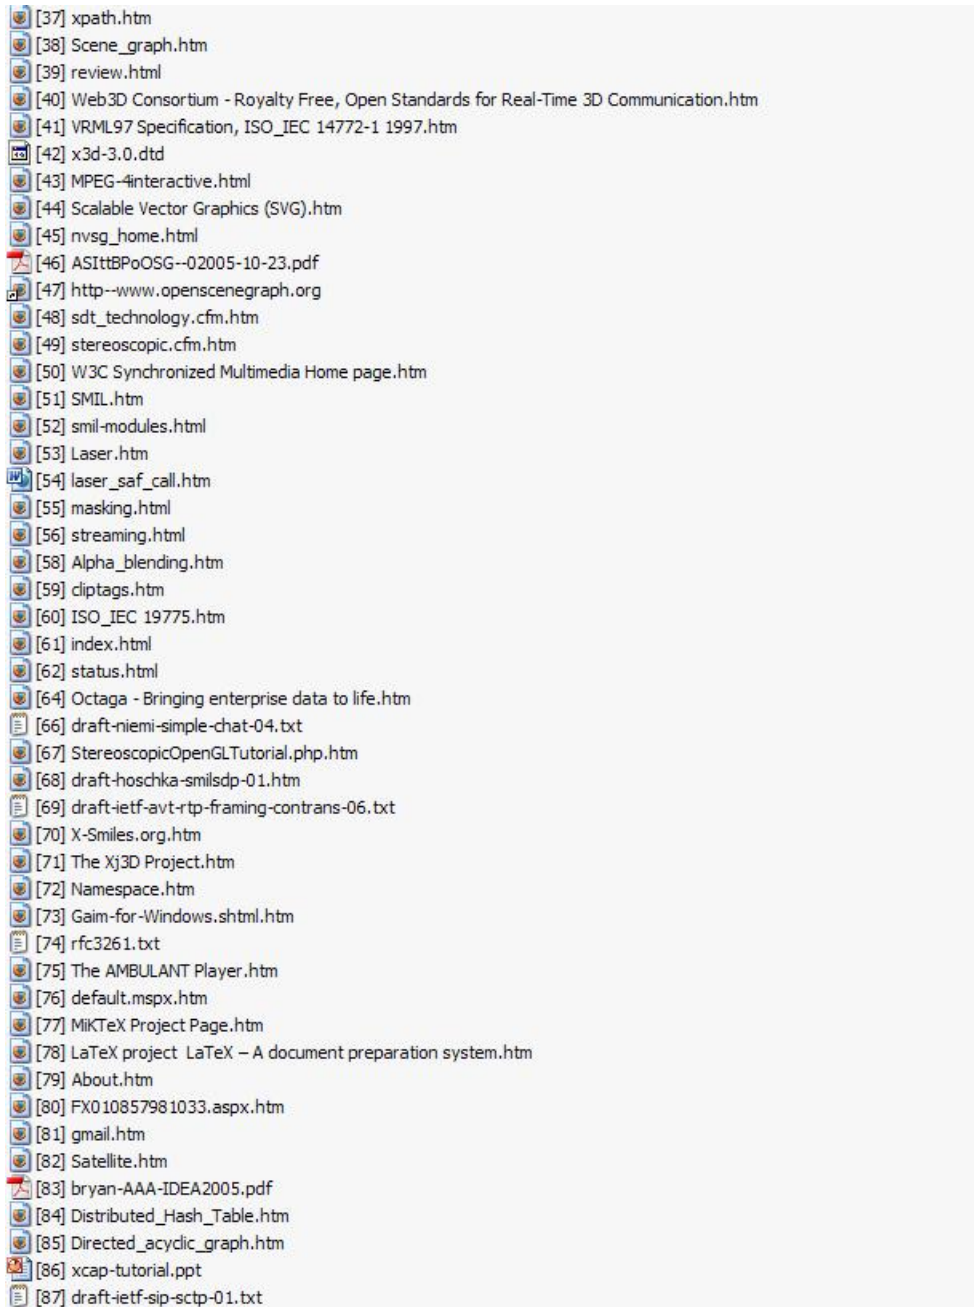 [37] xpath.htm
[38] Scene_graph.htm
[39] review.html
[40] Web3D Consortium - Royalty Free, Open Standards for Real-Time 3D Communication.htm
[41] VRML97 Specification, ISO_IEC 14772-1 1997.htm
[42] x3d-3.0.dtd
[43] MPEG-4interactive.html
[44] Scalable Vector Graphics (SVG).htm
[45] nvsg_home.html
[46] ASIttBPoOSG--02005-10-23.pdf
[47] http--www.openscenegraph.org
[48] sdt_technology.cfm.htm
[49] stereoscopic.cfm.htm
[50] W3C Synchronized Multimedia Home page.htm
[51] SMIL.htm
[52] smil-modules.html
[53] Laser.htm
[54] laser_saf_call.htm
[55] masking.html
[56] streaming.html
[58] Alpha_blending.htm
[59] cliptags.htm
[60] ISO_IEC 19775.htm
[61] index.html
[62] status.html
[64] Octaga - Bringing enterprise data to life.htm
[66] draft-niemi-simple-chat-04.txt
[67] StereoscopicOpenGLTutorial.php.htm
[68] draft-hoschka-smilsdp-01.htm
[69] draft-ietf-avt-rtp-framing-contrans-06.txt
[70] X-Smiles.org.htm
[71] The Xj3D Project.htm
[72] Namespace.htm
[73] Gaim-for-Windows.shtml.htm
[74] rfc3261.txt
[75] The AMBULANT Player.htm
[76] default.mspx.htm
[77] MiKTeX Project Page.htm
[78] LaTeX project  LaTeX – A document preparation system.htm
[79] About.htm
[80] FX010857981033.aspx.htm
[81] gmail.htm
[82] Satellite.htm
[83] bryan-AAA-IDEA2005.pdf
[84] Distributed_Hash_Table.htm
[85] Directed_acyclic_graph.htm
[86] xcap-tutorial.ppt
[87] draft-ietf-sip-sctp-01.txt